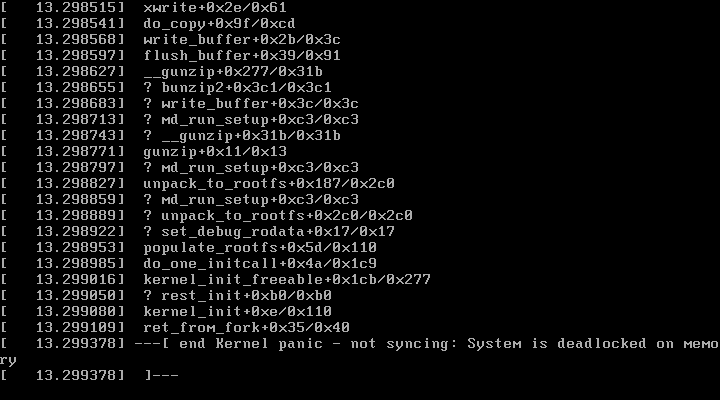 [   13.298515]  xwrite+0x2e/0x61
[   13.298541]  do_copy+0x9f/0xcd
[   13.298568]  write_buffer+0x2b/0x3c
[   13.298597]  flush_buffer+0x39/0x91
[   13.298627]  __gunzip+0x277/0x31b
[   13.298655]  ? bunzip2+0x3c1/0x3c1
[   13.298683]  ? write_buffer+0x3c/0x3c
[   13.298713]  ? md_run_setup+0xc3/0xc3
[   13.298743]  ? __gunzip+0x31b/0x31b
[   13.298771]  gunzip+0x11/0x13
[   13.298797]  ? md_run_setup+0xc3/0xc3
[   13.298827]  unpack_to_rootfs+0x187/0x2c0
[   13.298859]  ? md_run_setup+0xc3/0xc3
[   13.298889]  ? unpack_to_rootfs+0x2c0/0x2c0
[   13.298922]  ? set_debug_rodata+0x17/0x17
[   13.298953]  populate_rootfs+0x5d/0x110
[   13.298985]  do_one_initcall+0x4a/0x1c9
[   13.299016]  kernel_init_freeable+0x1cb/0x277
[   13.299050]  ? rest_init+0xb0/0xb0
[   13.299080]  kernel_init+0xe/0x110
[   13.299109]  ret_from_fork+0x35/0x40
[   13.299378] ---[ end Kernel panic - not syncing: System is deadlocked on memo
ry
[   13.299378]  ]---